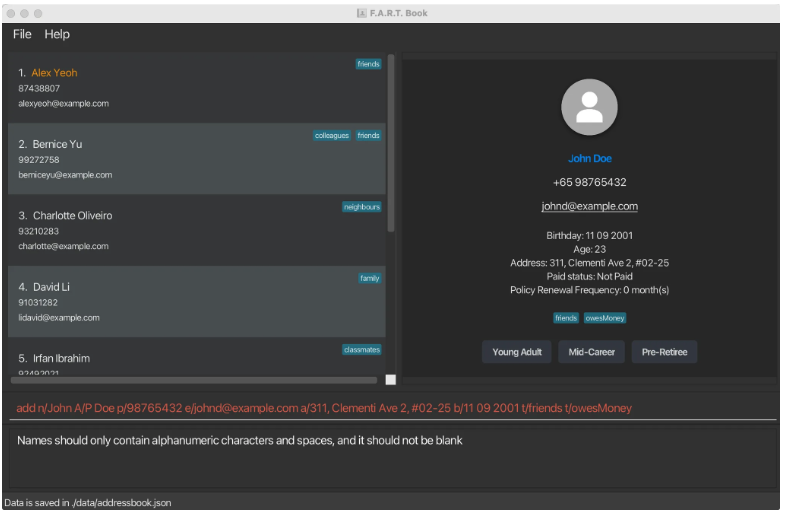 F.A.R.T. Book
File Help
1. Alex Yeoh
friends
87438807
alexyeoh@example.com
2. Bernice Yu
colleagues friends
99272758
berniceyu@example.com
3. Charlotte Oliveiro
neighbours
93210283
charlotte@example.com
4. David Li
family
91031282
lidavid@example.com
5. Irfan Ibrahim
classmates
92492021
John Doe
+65 98765432
johnd@example.com
Birthday: 11 09 2001
Age: 23
Address: 311, Clementi Ave 2, #02-25
Paid status: Not Paid
Policy Renewal Frequency: 0 month(s)
friends owesMoney
Young Adult Mid-Career Pre-Retiree
add n/John A/P Doe p/98765432 e/johnd@example.com a/311, Clementi Ave 2, #02-25 b/11 09 2001 t/friends t/owesMoney
Names should only contain alphanumeric characters and spaces, and it should not be blank
Data is saved in ./data/addressbook.json